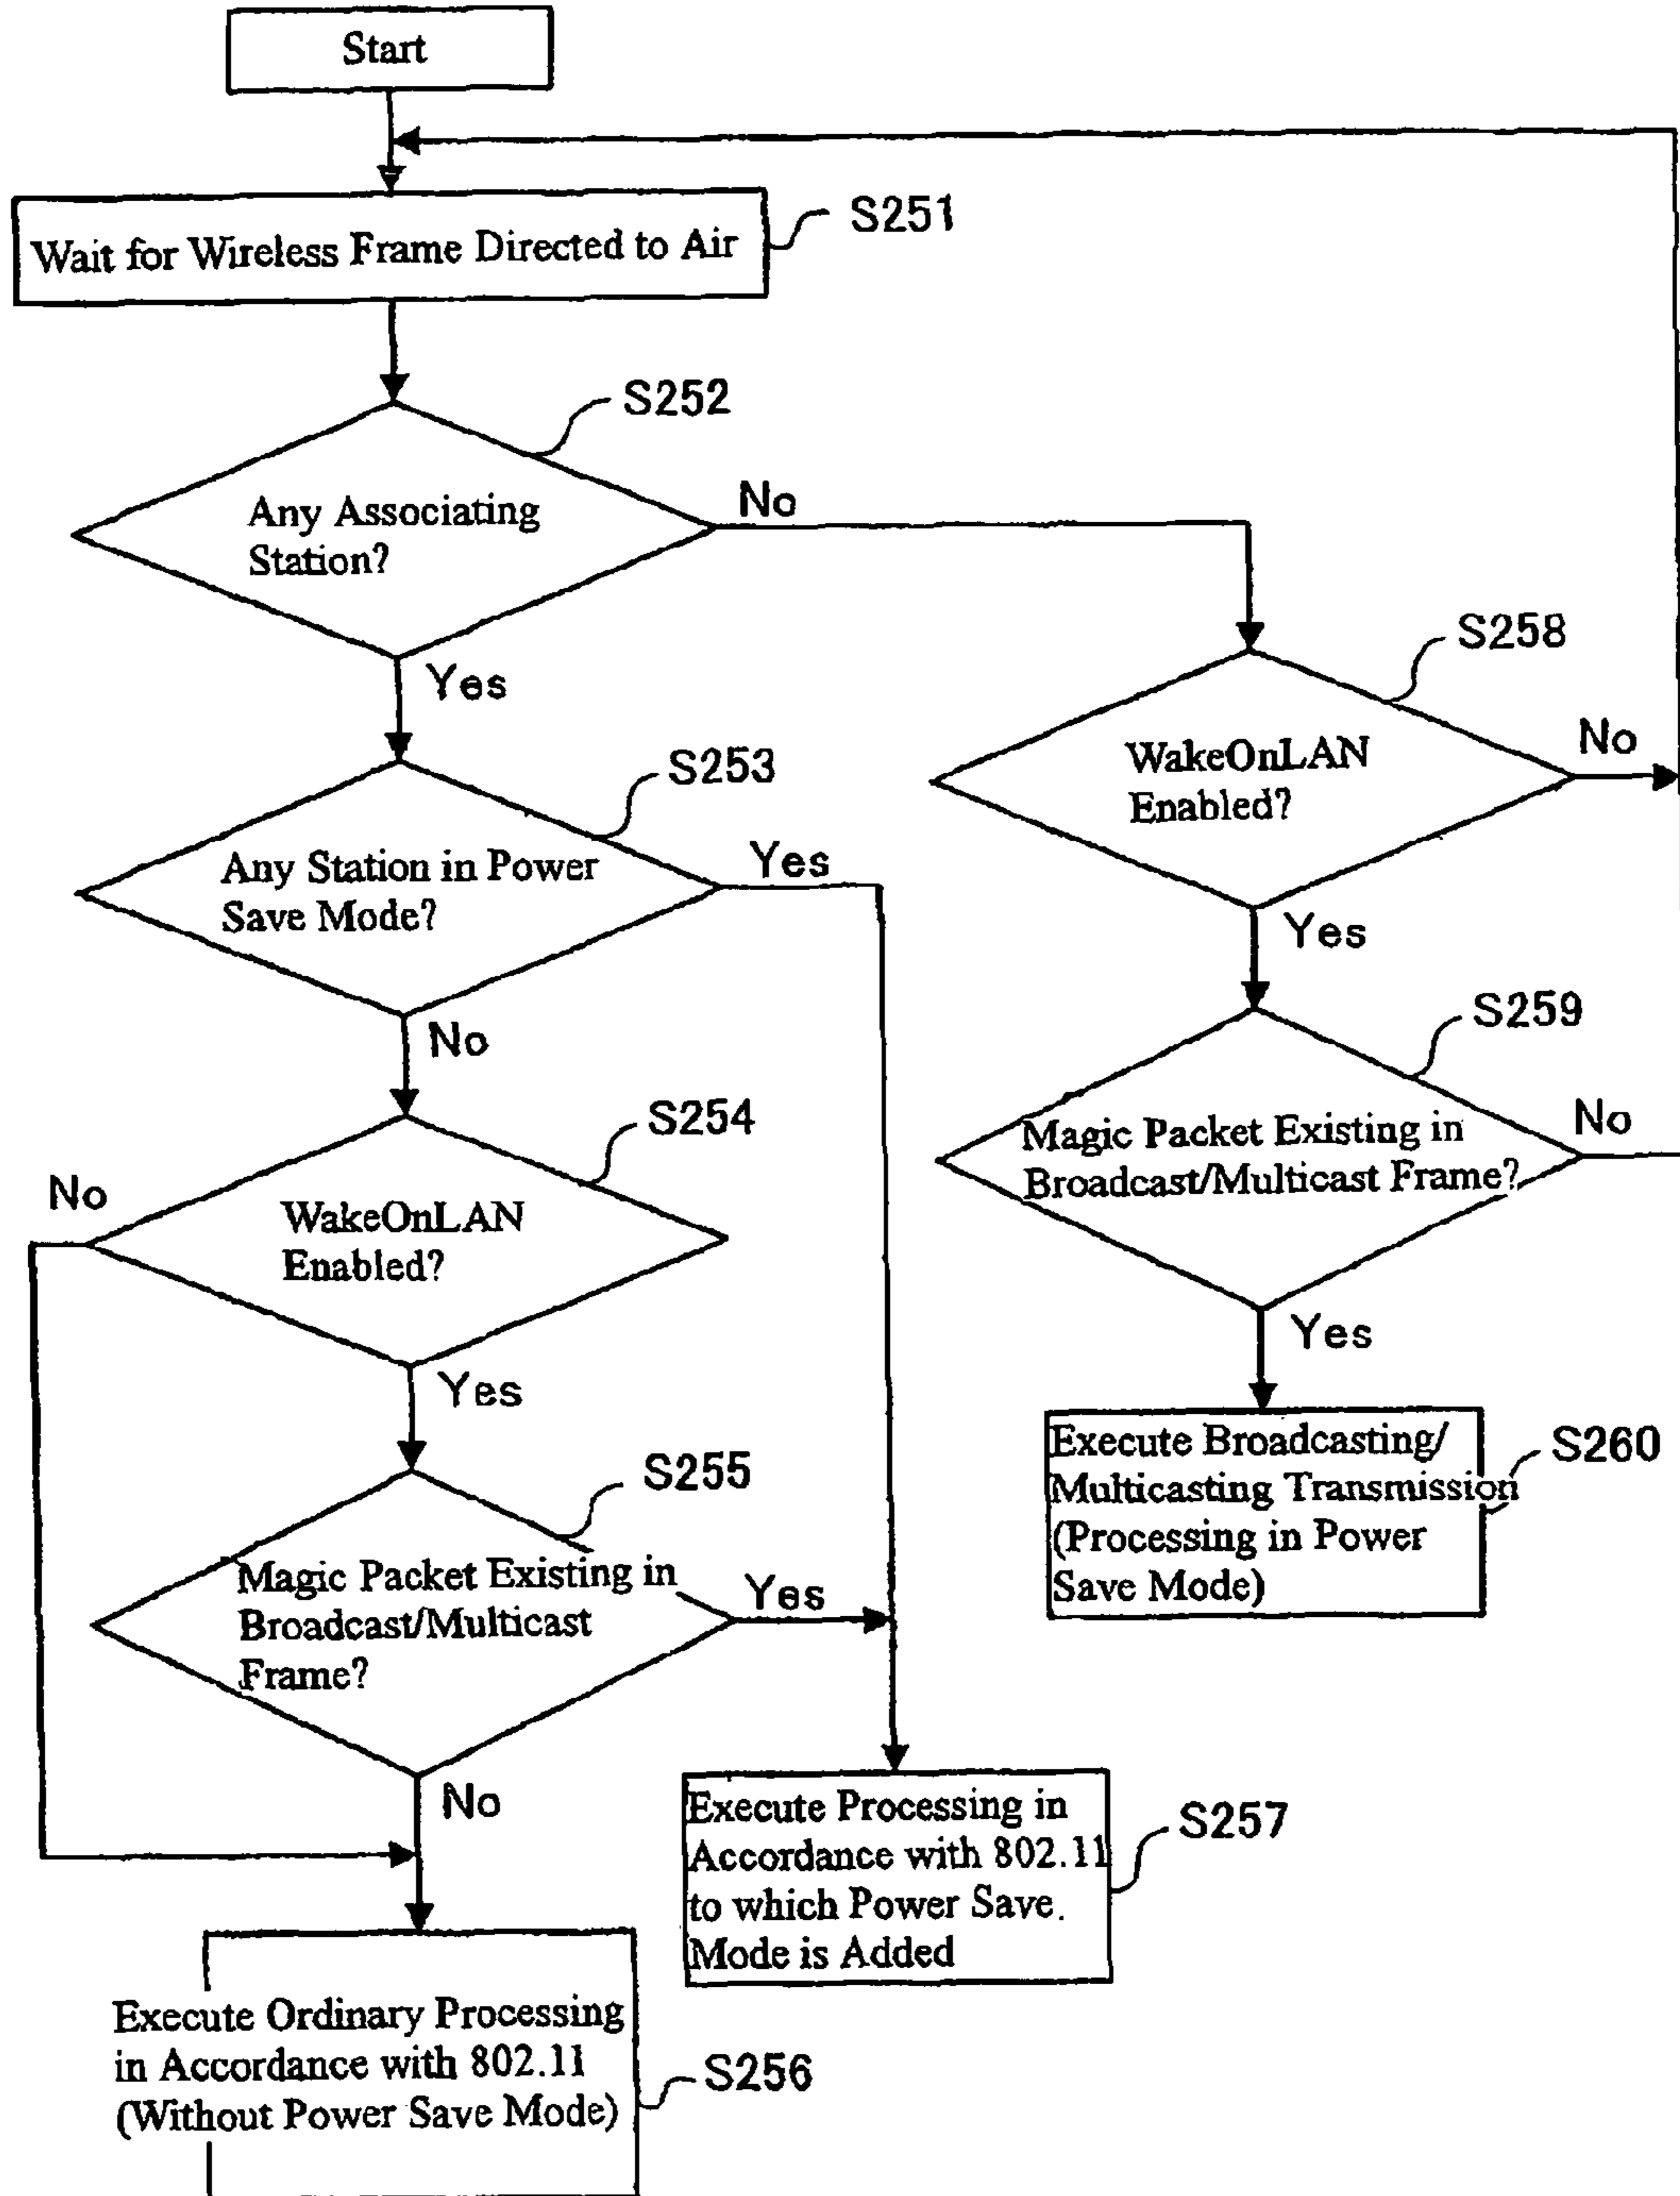 Start
Wait for Wireless Frame Directed to Air
S251
S252
Any Associating
Station?
No
Yes
S258
WakeOnLAN
Enabled?
No
Yes
S253
Any Station in Power
Save Mode?
Yes
No
S259
Magic Packet Existing in
Broadcast/Multicast Frame?
No
Yes
S254
No
WakeOnLAN
Enabled?
Yes
S260
Execute Broadcasting/
Multicasting Transmission
(Processing in Power
Save Mode)
S255
Magic Packet Existing in
Broadcast/Multicast
Frame?
Yes
No
Execute Processing in
Accordance with 802.11
to which Power Save.
Mode is Added
S257
Execute Ordinary Processing
in Accordance with 802.11
(Without Power Save Mode)
S256